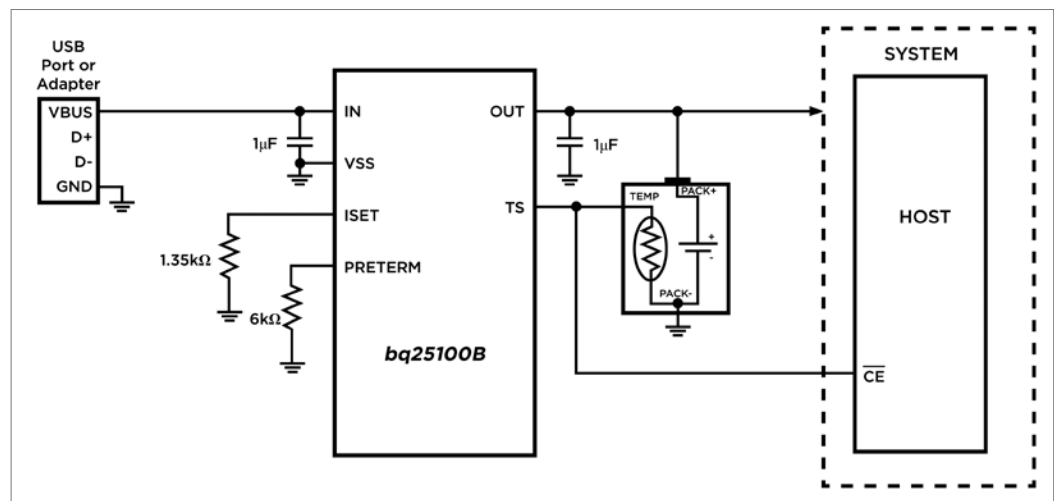 USB
Port or
Adapter
VBUS
D+
D-
GND
1µF
IN
VSS
ISET
PRETERM
1.35kΩ
6kΩ
bq25100B
OUT
TS
1µF
TEMP
PACK+
+
-
PACK-
SYSTEM
HOST
CE